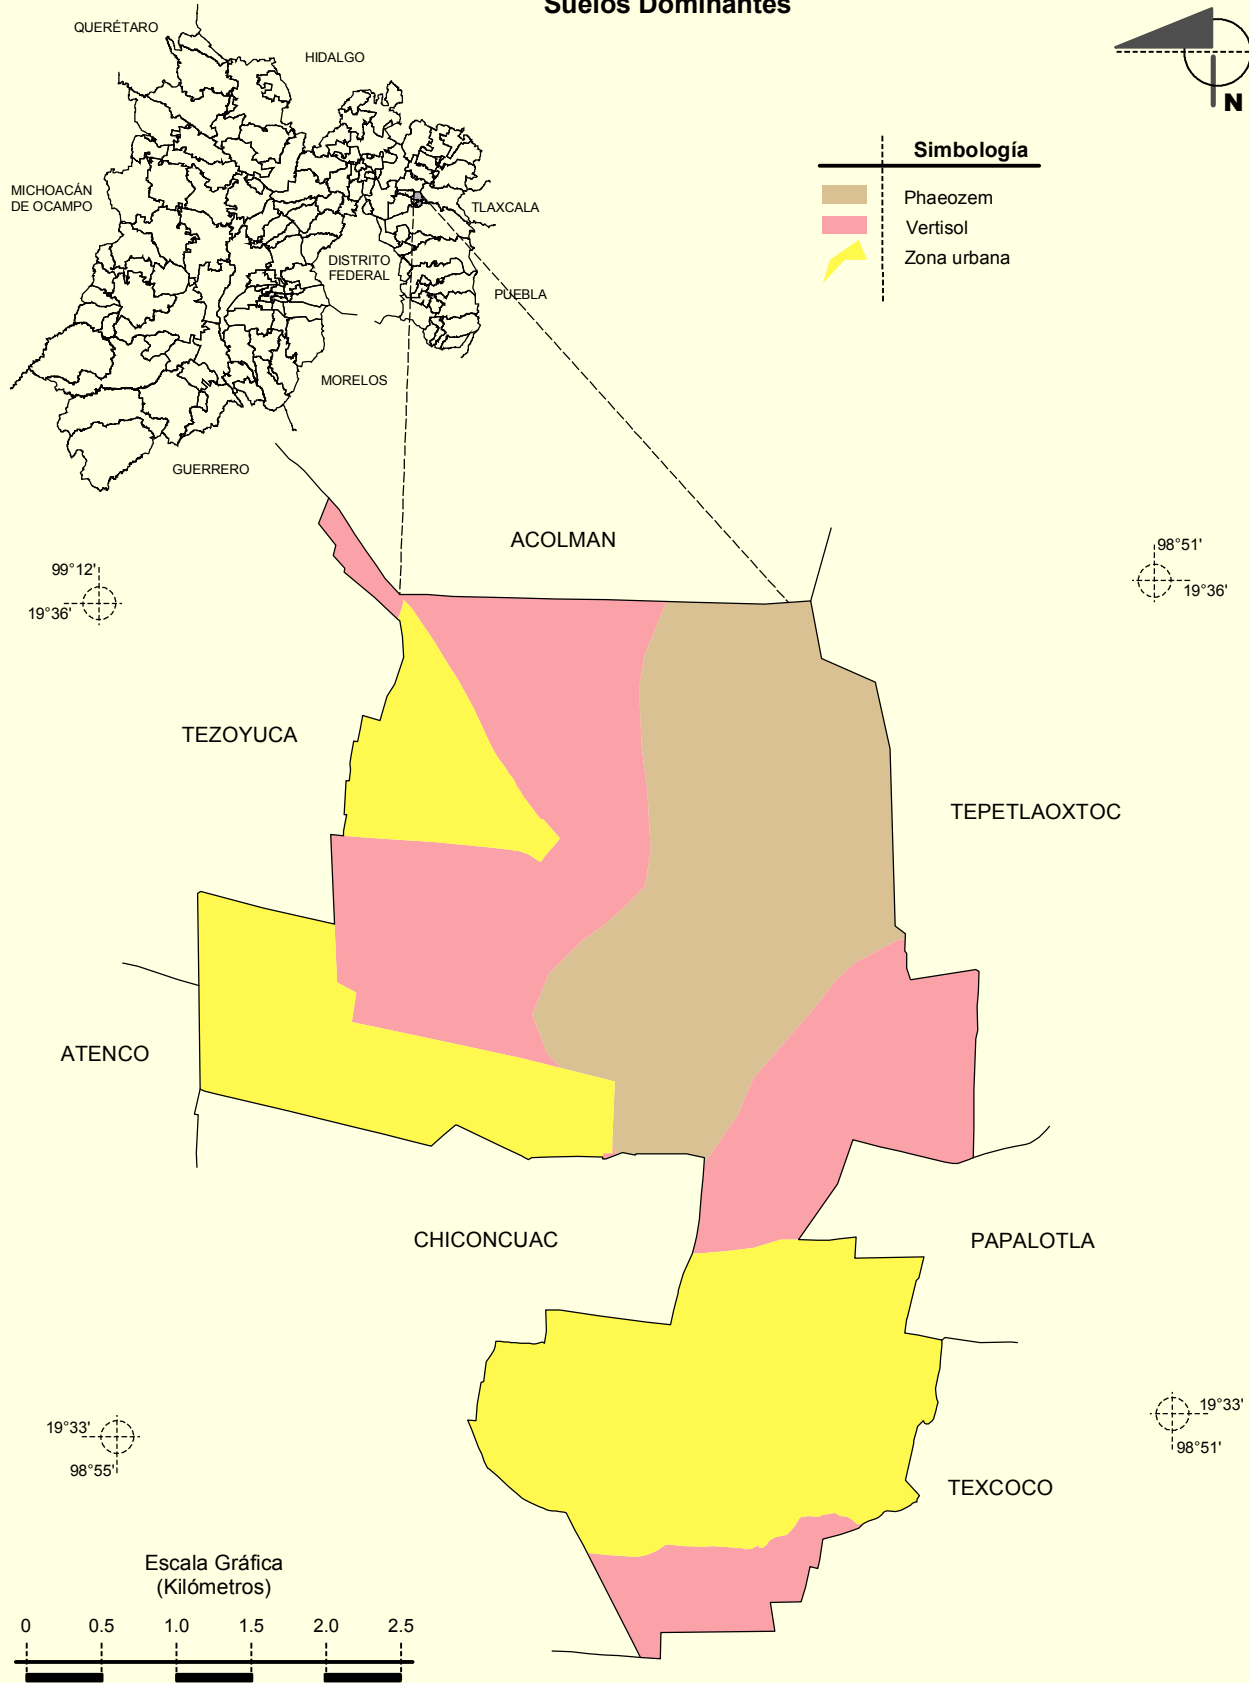 Suelos Dominantes
QUERÉTARO
HIDALGO
N
Simbología
Phaeozem
Vertisol
Zona urbana
MICHOACÁN
DE OCAMPO
TLAXCALA
DISTRITO
FEDERAL
PUEBLA
MORELOS
GUERRERO
ACOLMAN
99°12'
19°36'
98°51'
19°36'
TEZOYUCA
TEPETLAOXTOC
ATENCO
CHICONCUAC
PAPALOTLA
19°33'
98°55'
19°33'
98°51'
TEXCOCO
Escala Gráfica
(Kilómetros)
0 0.5 1.0 1.5 2.0 2.5